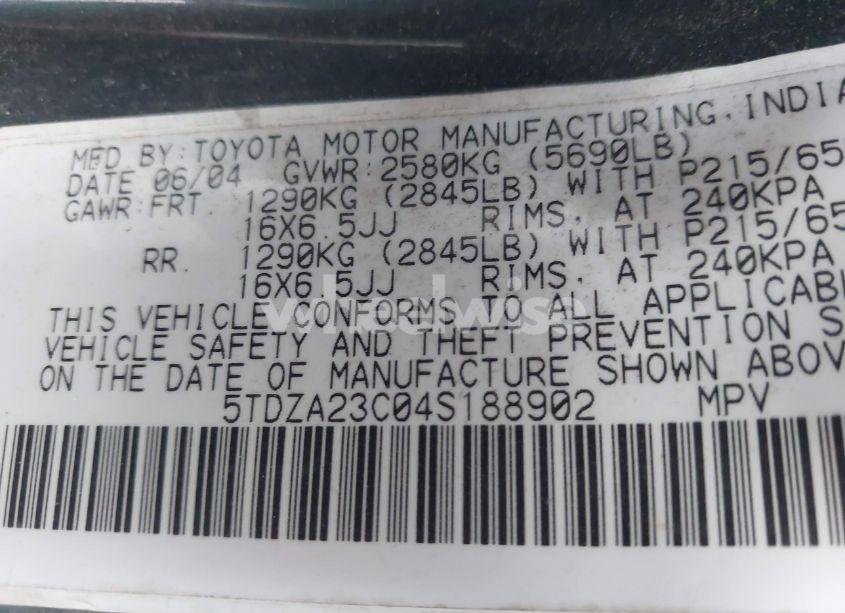 MFD BY: TOYOTA MOTOR MANUFACTURING, INDIA
DATE 06/04 GVWR: 2580KG (5690LB)
GAWR: FRT. 1290KG (2845LB) WITH P215/65
16X6.5JJ RIMS, AT 240KPA
RR. 1290KG (2845LB) WITH P215/65
16X6.5JJ RIMS, AT 240KPA
THIS VEHICLE CONFORMS TO ALL APPLICABL
VEHICLE SAFETY AND THEFT PREVENTION S
ON THE DATE OF MANUFACTURE SHOWN ABOV
5TDZA23C04S188902 MPV